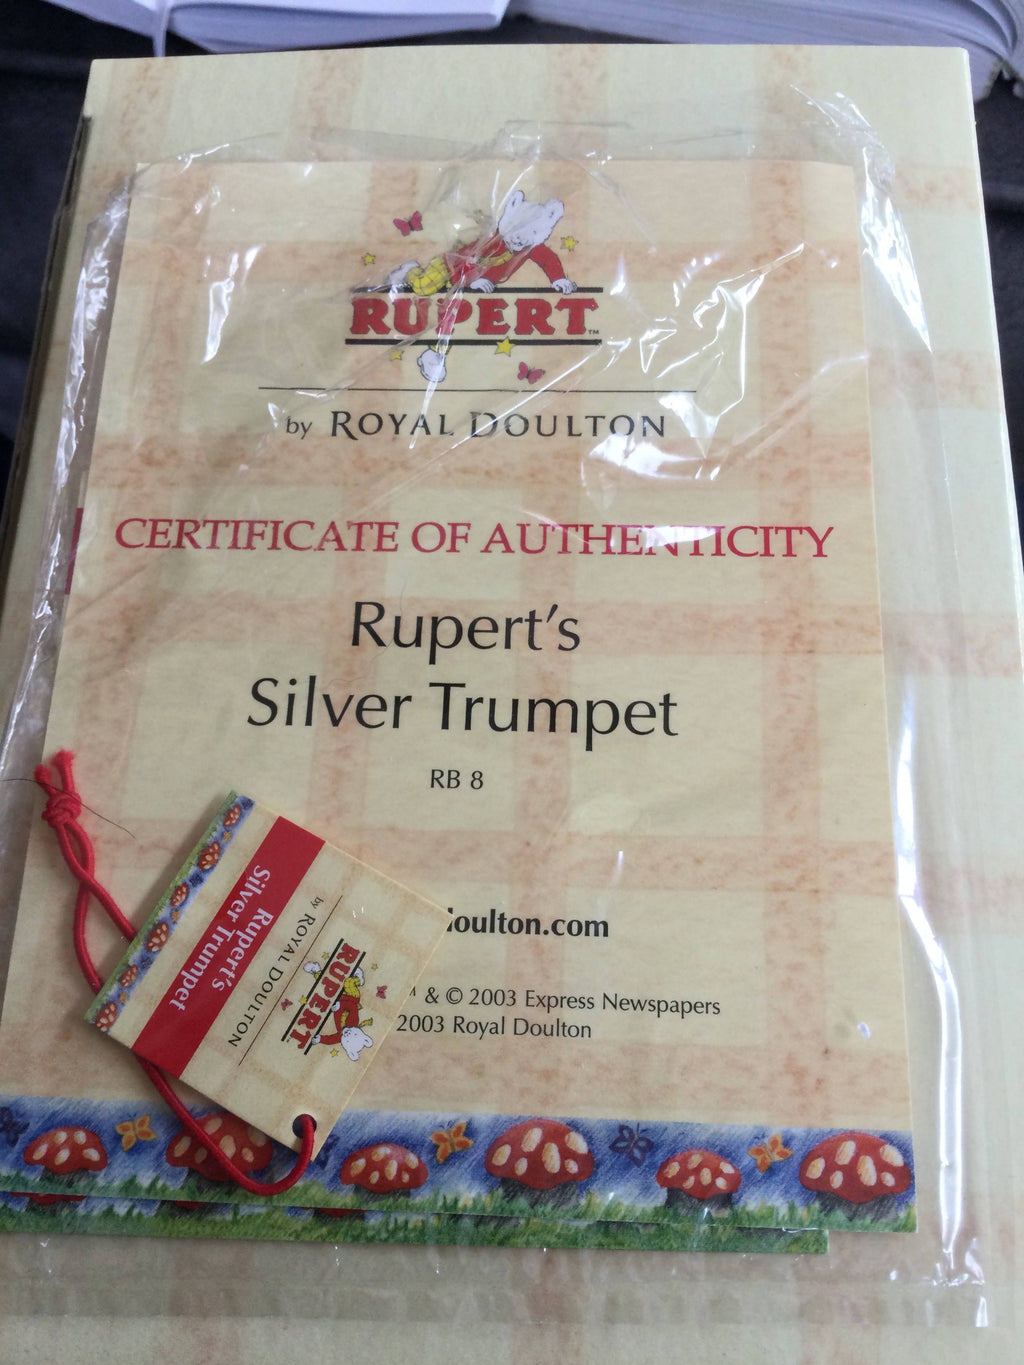 RUPERT™
by ROYAL DOULTON
CERTIFICATE OF AUTHENTICITY
Rupert's
Silver Trumpet
RB 8
doulton.com
& © 2003 Express Newspapers
2003 Royal Doulton
RUPERT
by ROYAL DOULTON
Rupert's
Silver Trumpet